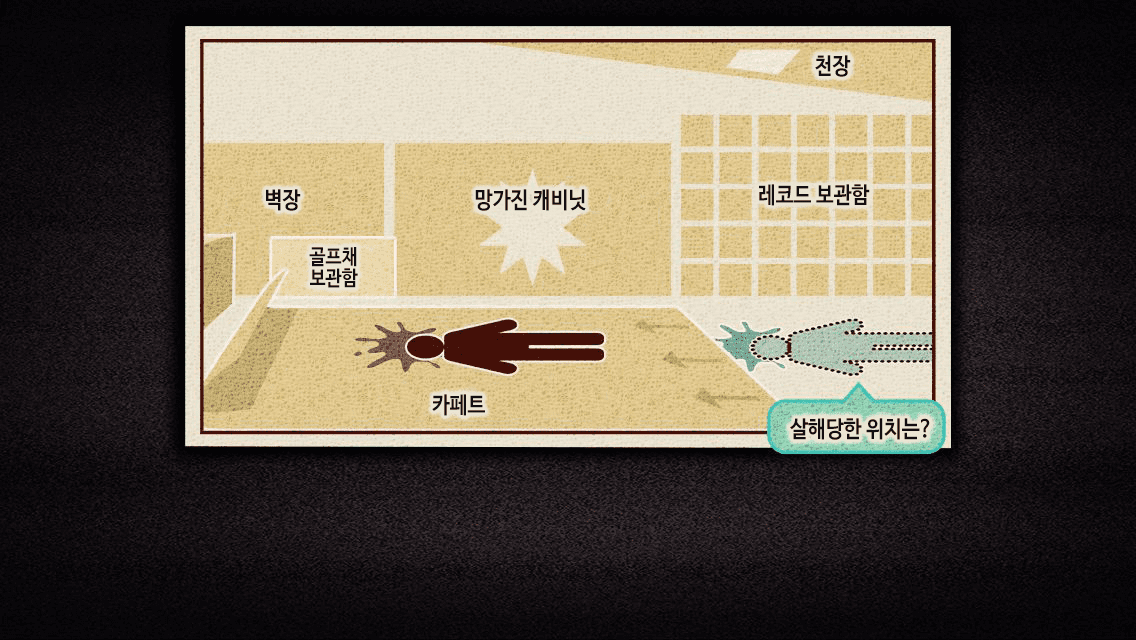 천장
벽장
망가진 캐비닛
레코드 보관함
골프채
보관함
카페트
살해당한 위치는?